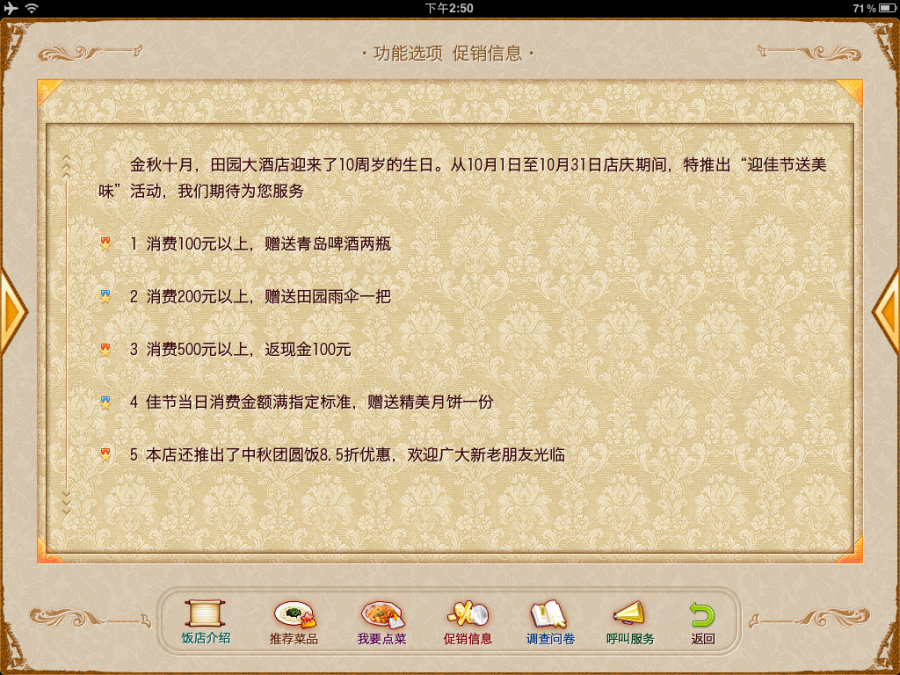 下午2:50
71%
·功能选项 促销信息·
金秋十月，田园大酒店迎来了10周岁的生日。从10月1日至10月31日店庆期间，特推出“迎佳节送美
味”活动，我们期待为您服务
1 消费100元以上，赠送青岛啤酒两瓶
2 消费200元以上，赠送田园雨伞一把
3 消费500元以上，返现金100元
4 佳节当日消费金额满指定标准，赠送精美月饼一份
5 本店还推出了中秋团圆饭8.5折优惠，欢迎广大新老朋友光临
饭店介绍 推荐菜品 我要点菜 促销信息 调查问卷 呼叫服务 返回